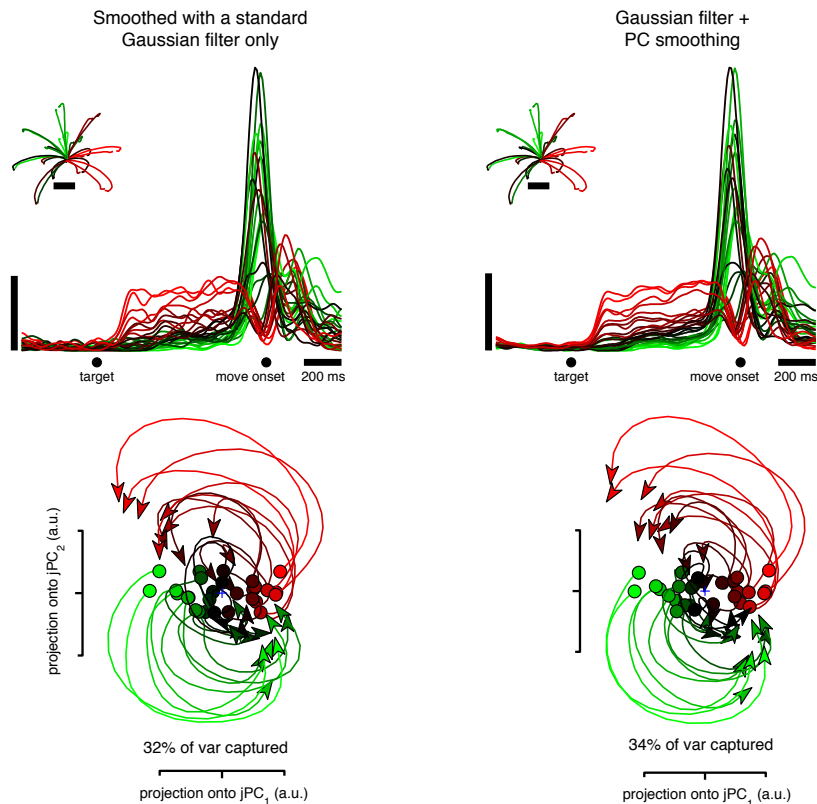 Smoothed with a standard
Gaussian filter only
Gaussian filter +
PC smoothing
target
move onset
200 ms
target
move onset
200 ms
projection onto jPC2 (a.u.)
32% of var captured
34% of var captured
projection onto jPC1 (a.u.)
projection onto jPC1 (a.u.)